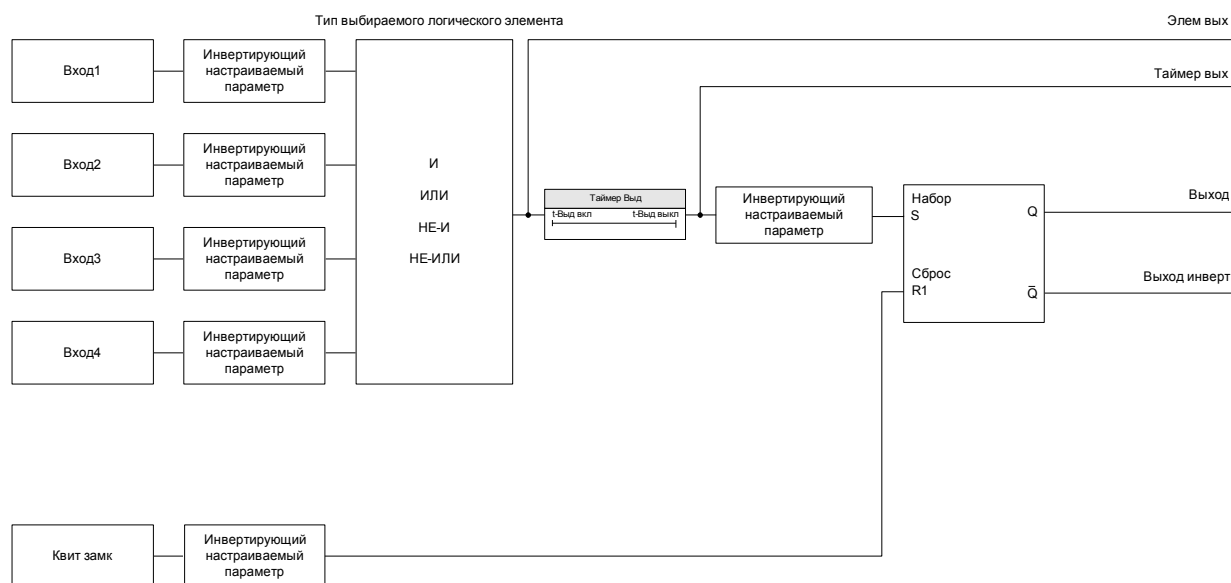 Тип выбираемого логического элемента
Элем вых
Таймер вых
Вход1
Инвертирующий
настраиваемый
параметр
Вход2
Инвертирующий
настраиваемый
параметр
Вход3
Инвертирующий
настраиваемый
параметр
Вход4
Инвертирующий
настраиваемый
параметр
И
ИЛИ
НЕ-И
НЕ-ИЛИ
Таймер Выд
t-Выд вкл t-Выд выкл
Инвертирующий
настраиваемый
параметр
Набор
S
Q
Сброс
R1
Q̅
Выход
Выход инверт
Квит замк
Инвертирующий
настраиваемый
параметр